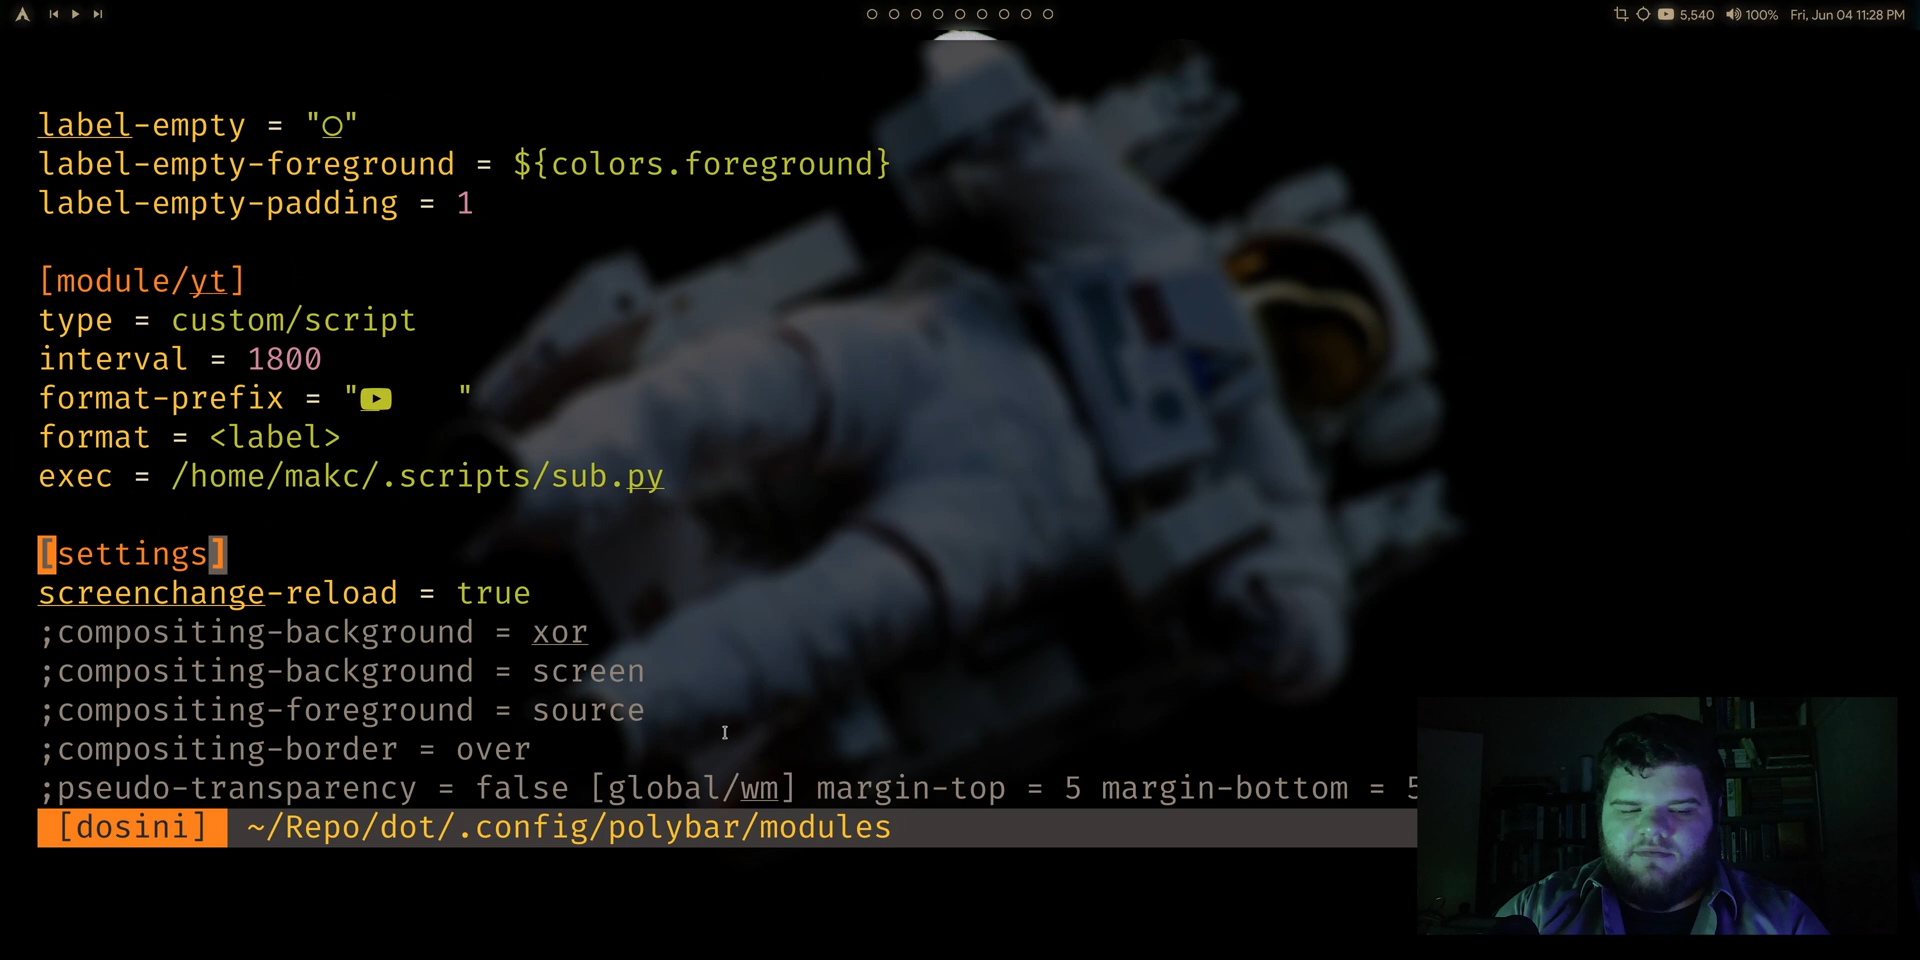 5,540 100% Fri, Jun 04 11:28 PM
label-empty = "○"
label-empty-foreground = ${colors.foreground}
label-empty-padding = 1
[module/yt]
type = custom/script
interval = 1800
format-prefix = " "
format = <label>
exec = /home/makc/.scripts/sub.py
[settings]
screenchange-reload = true
;compositing-background = xor
;compositing-background = screen
;compositing-foreground = source
;compositing-border = over
;pseudo-transparency = false [global/wm] margin-top = 5 margin-bottom = 5
[dosini] ~/Repo/dot/.config/polybar/modules